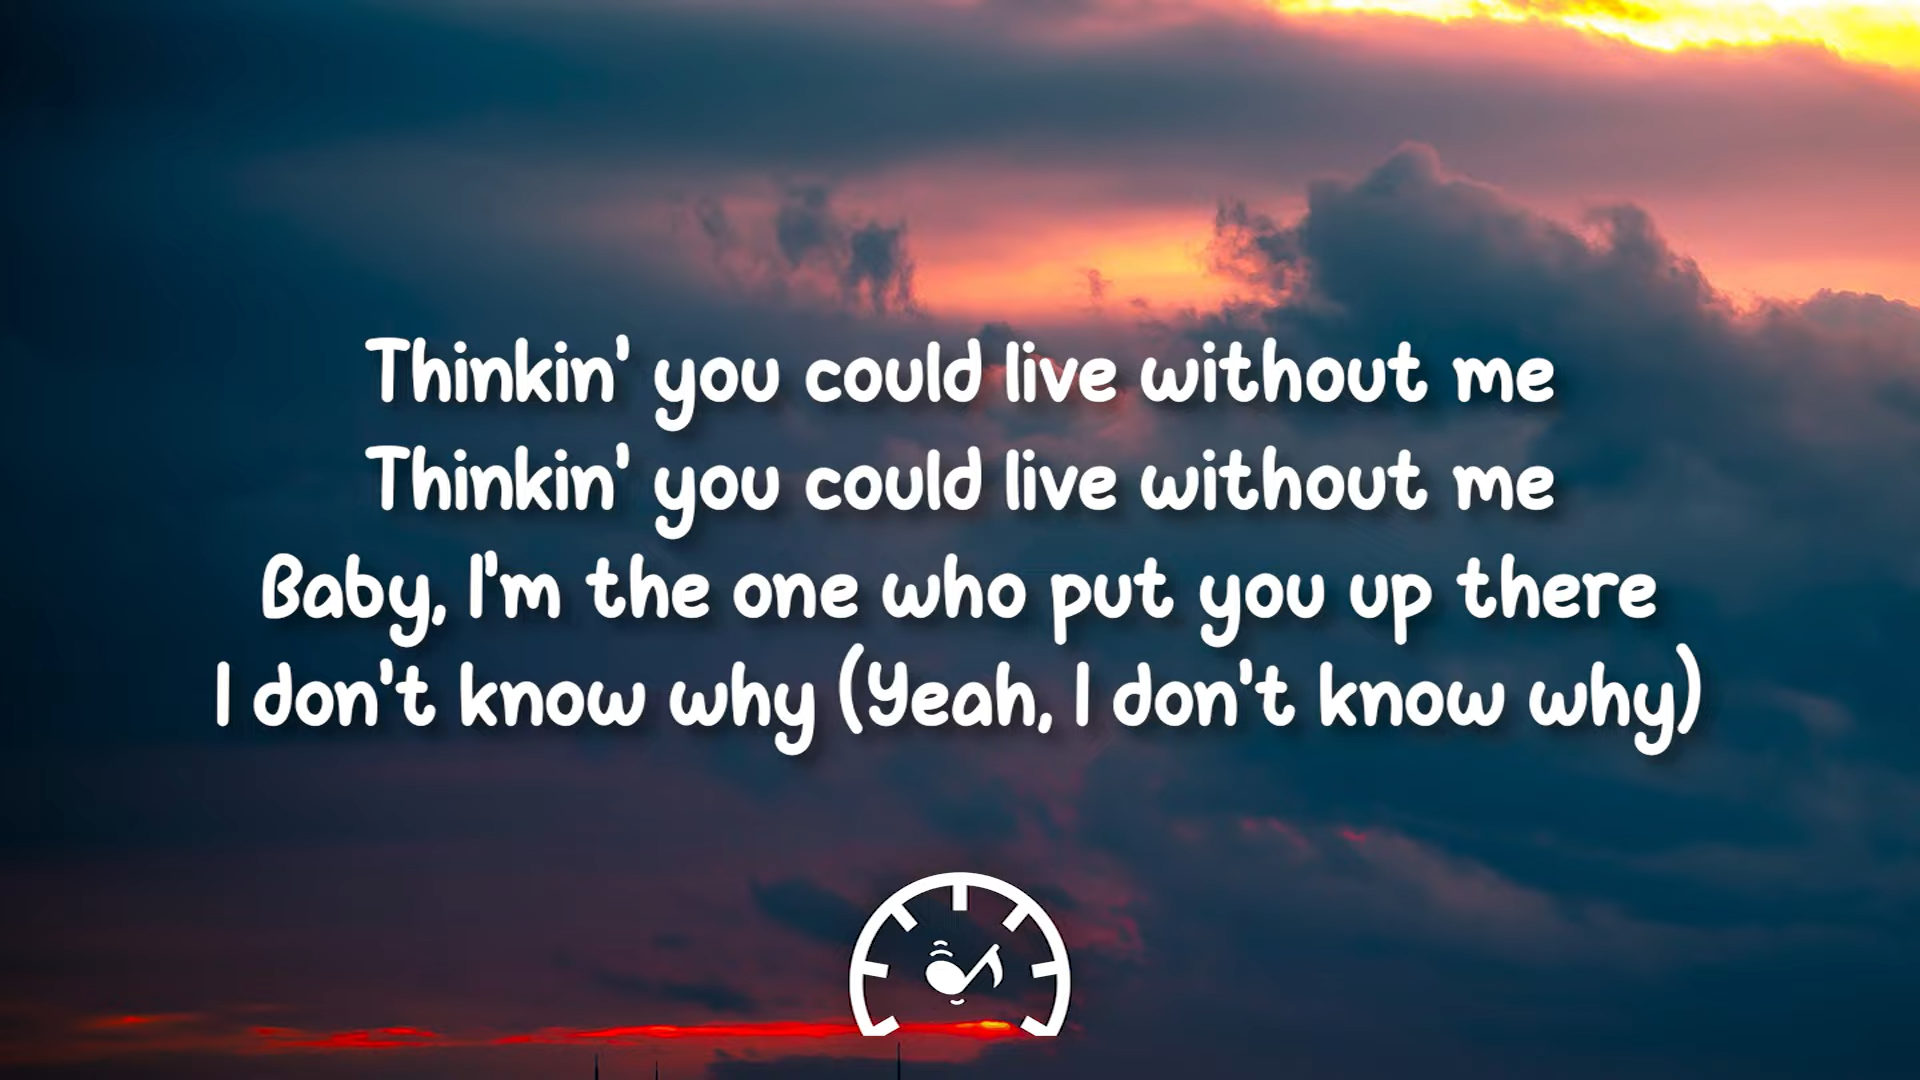 Thinkin' you could live without me
Thinkin' you could live without me
Baby, I'm the one who put you up there
I don't know why (Yeah, I don't know why)